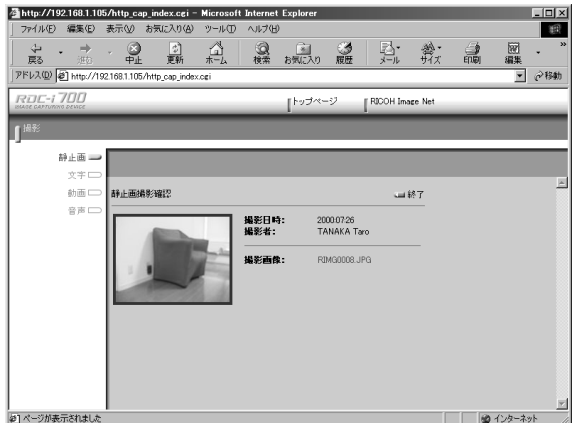 http://192.168.1.105/http_cap_index.cgi - Microsoft Internet Explorer
ファイル(F) 編集(E) 表示(V) お気に入り(A) ツール(T) ヘルプ(H)
戻る 進む 中止 更新 ホーム 検索 お気に入り 履歴 メール サイズ 印刷 編集
アドレス(D) http://192.168.1.105/http_cap_index.cgi 移動
RDC-i 700
IMAGE CAPTURING DEVICE
トップページ RICOH Image Net
撮影
静止画
文字
動画
音声
静止画撮影確認 終了
撮影日時: 2000.07.26
撮影者: TANAKA Taro
撮影画像: RIMG0008.JPG
ページが表示されました インターネット